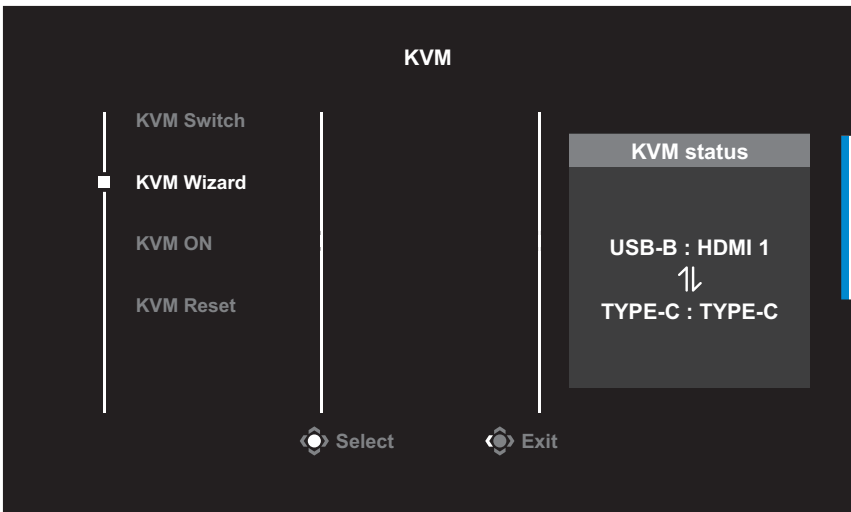 KVM
KVM Switch
KVM Wizard
KVM ON
KVM Reset
KVM status
USB-B : HDMI 1
TYPE-C : TYPE-C
Select
Exit